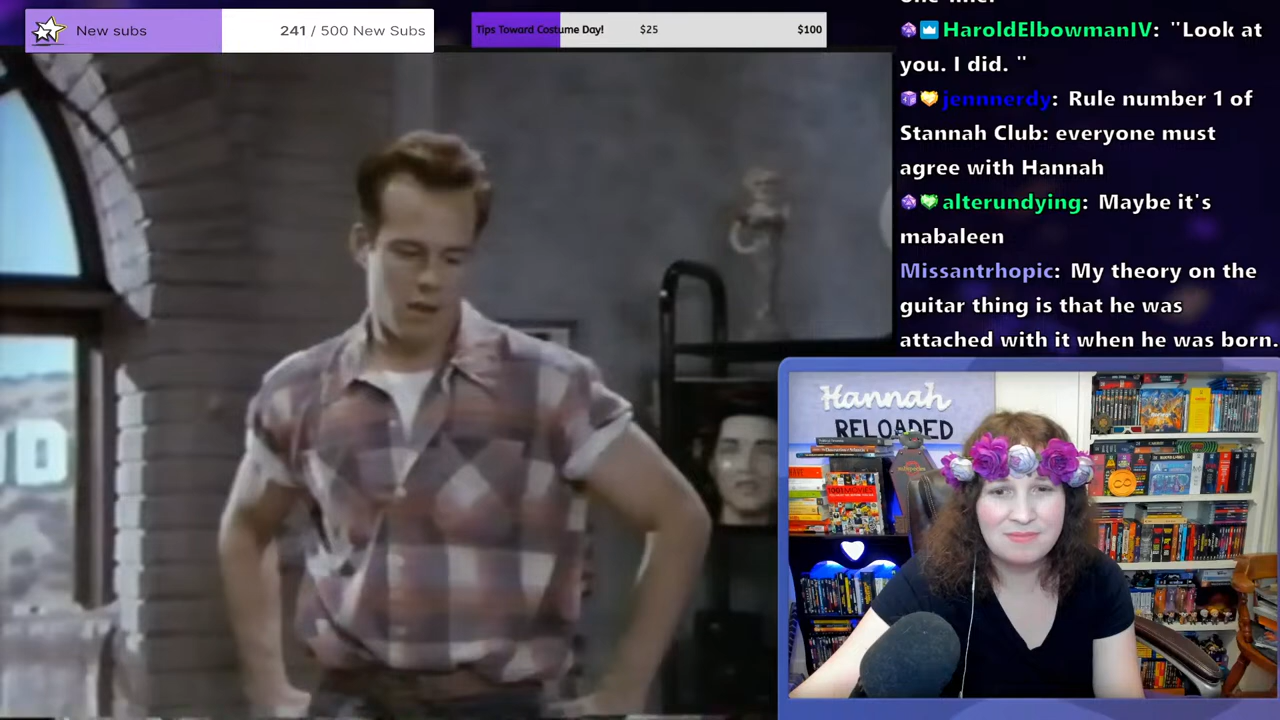 New subs
241 / 500 New Subs
Tips Toward Costume Day!
$25
$100
HaroldElbowmanIV: "Look at
you. I did. "
jennnerdy: Rule number 1 of
Stannah Club: everyone must
agree with Hannah
alterundying: Maybe it's
mabaleen
Missantrhopic: My theory on the
guitar thing is that he was
attached with it when he was born.
Hannah
RELOADED